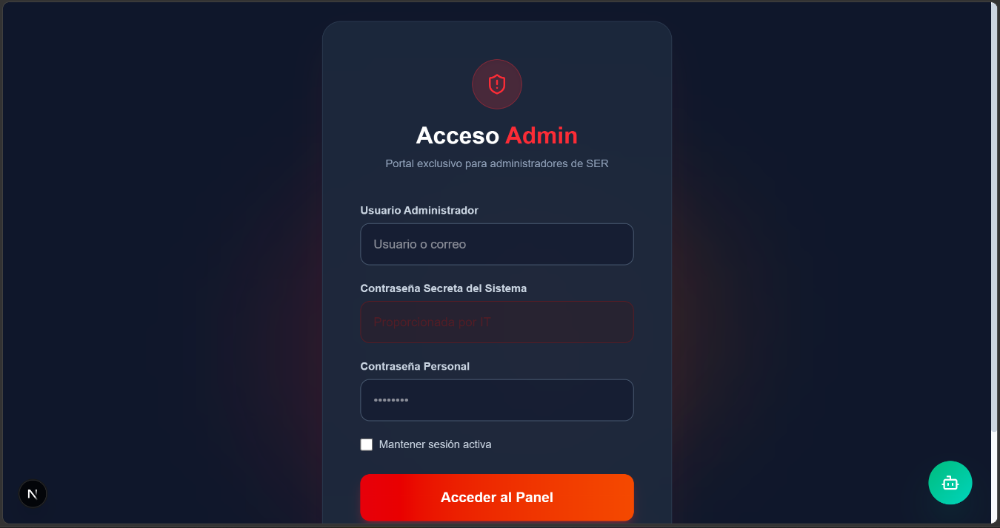 Acceso Admin
Portal exclusivo para administradores de SER
Usuario Administrador
Usuario o correo
Contraseña Secreta del Sistema
Proporcionada por IT
Contraseña Personal
••••••••
Mantener sesión activa
Acceder al Panel
N